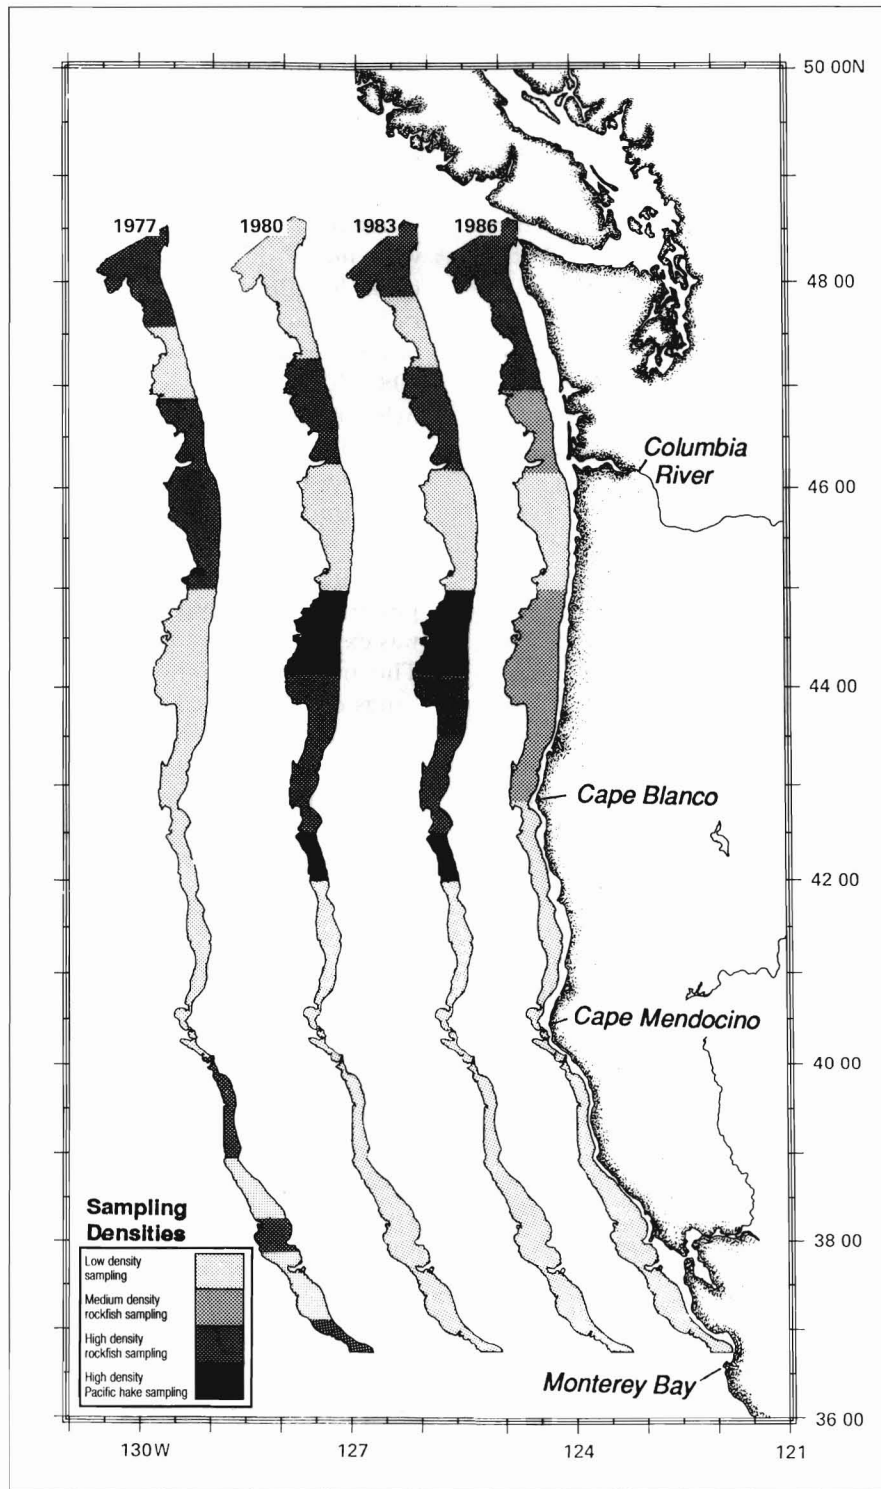 50 00N
1977
1980
1983
1986
48 00
Columbia
River
46 00
44 00
Cape Blanco
42 00
Cape Mendocino
40 00
Sampling
Densities
38 00
Low density
sampling
Medium density
rockfish sampling
High density
rockfish sampling
High density
Pacific hake sampling
Monterey Bay
36 00
130W
127
124
121